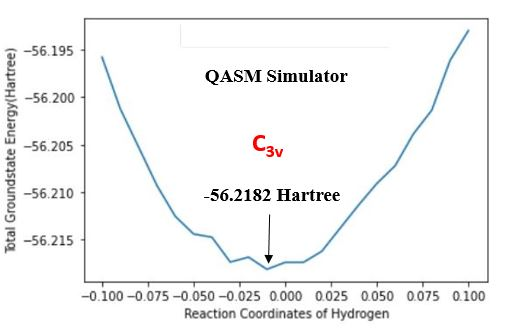 QASM Simulator
C3v
-56.2182 Hartree
Total Groundstate Energy(Hartree)
−56.195
−56.200
−56.205
−56.210
−56.215
−0.100 −0.075 −0.050 −0.025 0.000 0.025 0.050 0.075 0.100
Reaction Coordinates of Hydrogen